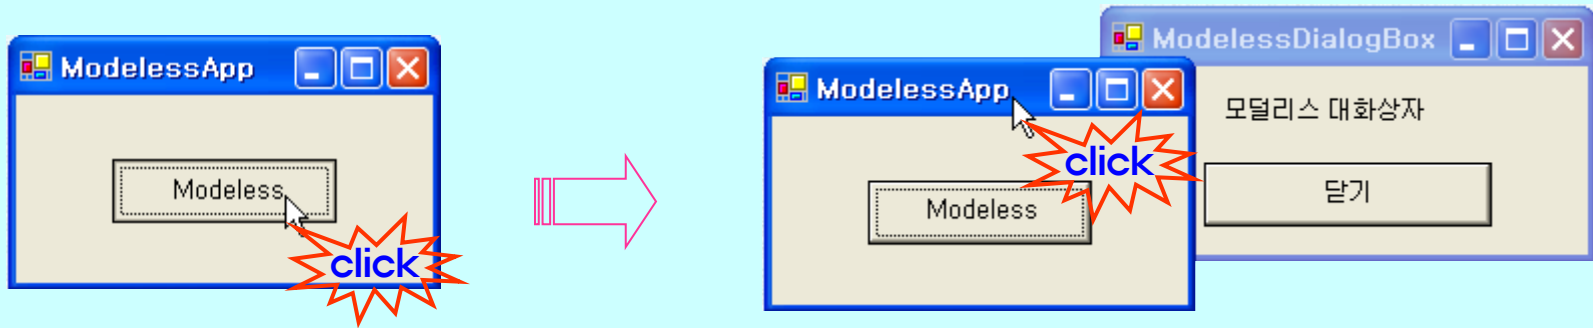 ModelessApp
Modeless
click
ModelessDialogBox
ModelessApp
모덜리스 대화상자
click
닫기
Modeless